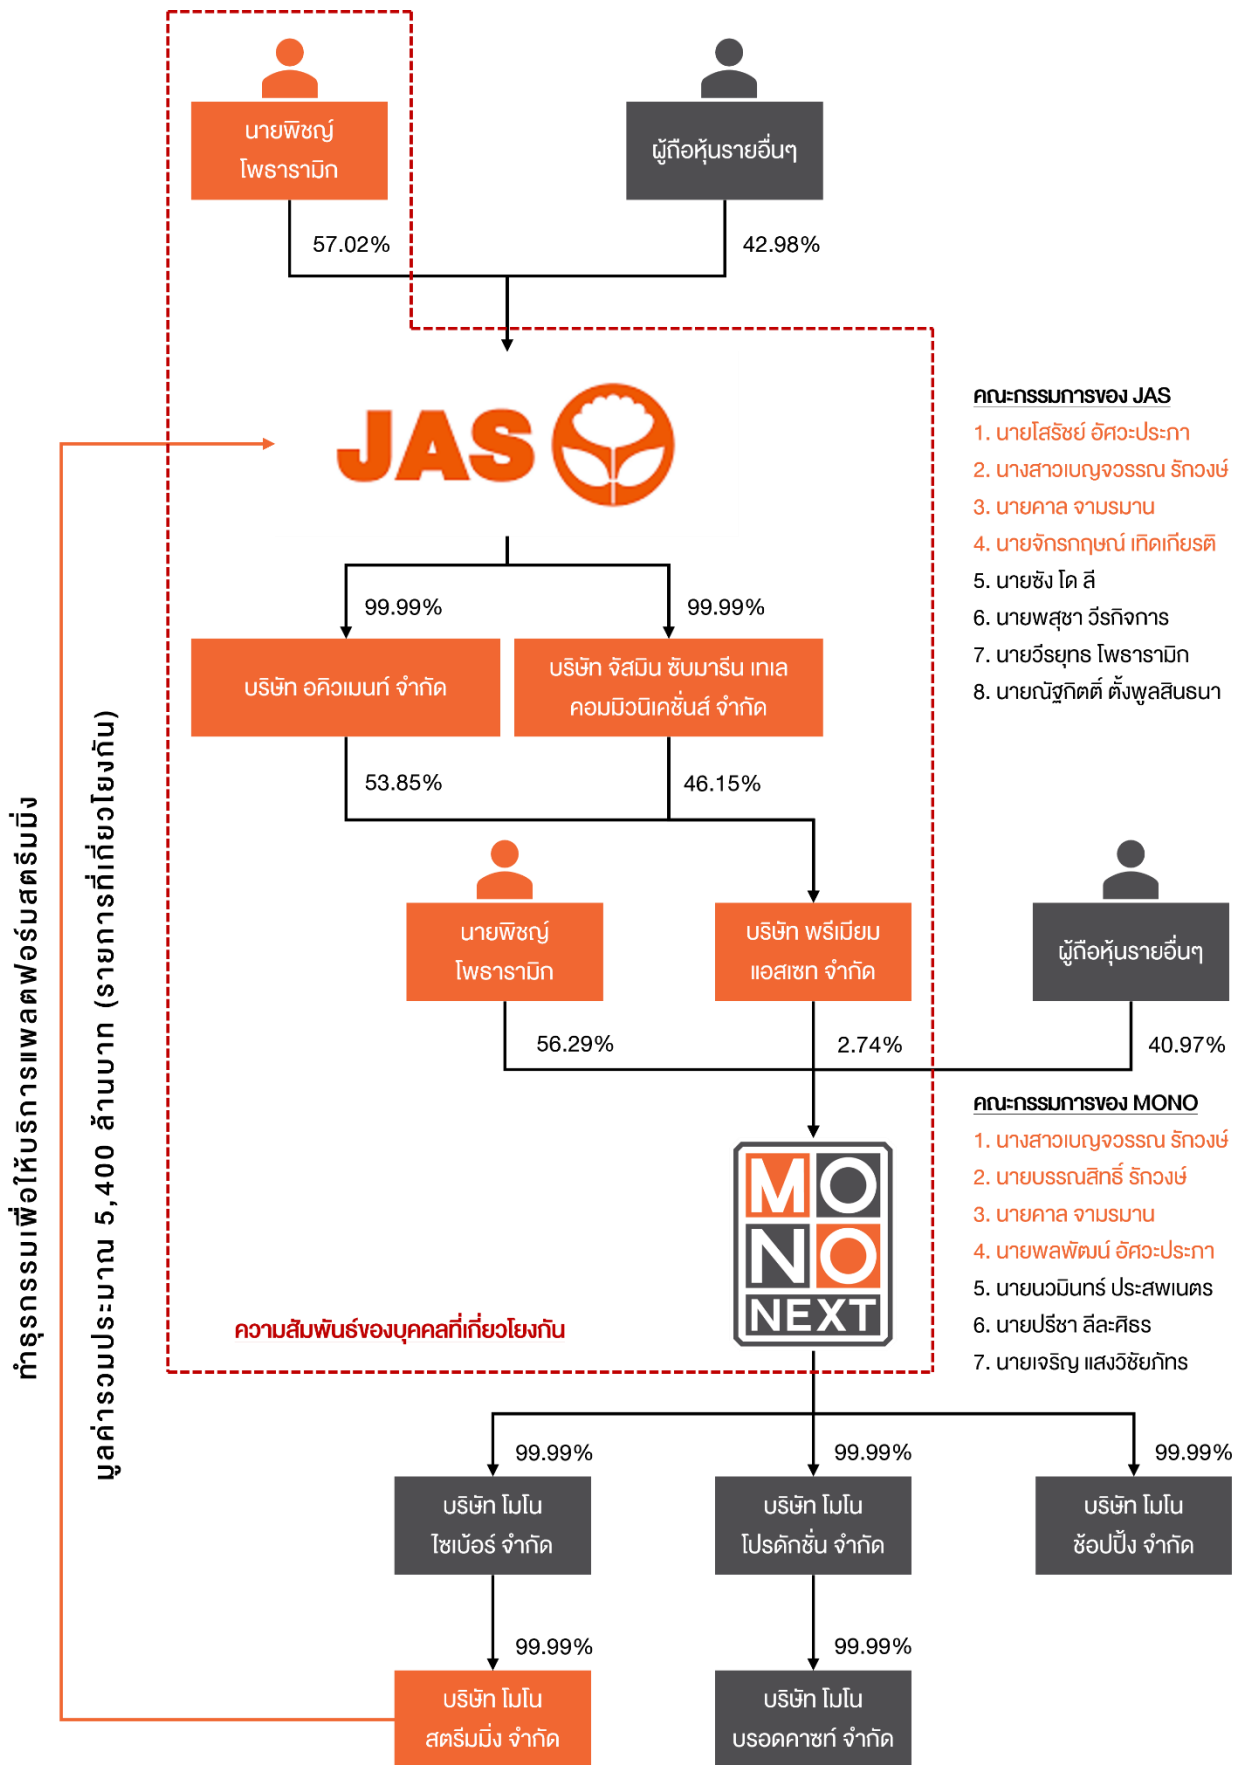 นายพิชญ์
โพธารามิก
ผู้ถือหุ้นรายอื่นๆ
57.02%
42.98%
JAS
คณะกรรมการของ JAS
1. นายโสรัชย์ อัศวะประภา
2. นางสาวเบญจวรรณ รักวงษ์
3. นายคาล จามรมาน
4. นายจักรกฤษณ์ เทิดเกียรติ
5. นายซัง โด ลี
6. นายพสุชา วีรกิจการ
7. นายวีรยุทธ โพธารามิก
8. นายณัฐกิตติ์ ตั้งพูลสินธนา
99.99%
99.99%
บริษัท อคิวเมนท์ จำกัด
บริษัท จัสมิน ซับมารีน เทเล
คอมมิวนิเคชั่นส์ จำกัด
53.85%
46.15%
ทำธุรกรรมเพื่อให้บริการแพลตฟอร์มสตรีมมิ่ง
มูลค่ารวมประมาณ 5,400 ล้านบาท (รายการที่เกี่ยวโยงกัน)
นายพิชญ์
โพธารามิก
บริษัท พรีเมียม
แอสเซท จำกัด
ผู้ถือหุ้นรายอื่นๆ
56.29%
2.74%
40.97%
คณะกรรมการของ MONO
1. นางสาวเบญจวรรณ รักวงษ์
2. นายบรรณสิทธิ์ รักวงษ์
3. นายคาล จามรมาน
4. นายพลพัฒน์ อัศวะประภา
5. นายนวมินทร์ ประสพเนตร
6. นายปรีชา ลีละศิธร
7. นายเจริญ แสงวิชัยภัทร
MO
NO
NEXT
ความสัมพันธ์ของบุคคลที่เกี่ยวโยงกัน
99.99%
99.99%
99.99%
บริษัท โมโน
ไซเบ้อร์ จำกัด
บริษัท โมโน
โปรดักชั่น จำกัด
บริษัท โมโน
ช้อปปิ้ง จำกัด
99.99%
99.99%
บริษัท โมโน
สตรีมมิ่ง จำกัด
บริษัท โมโน
บรอดคาซท์ จำกัด